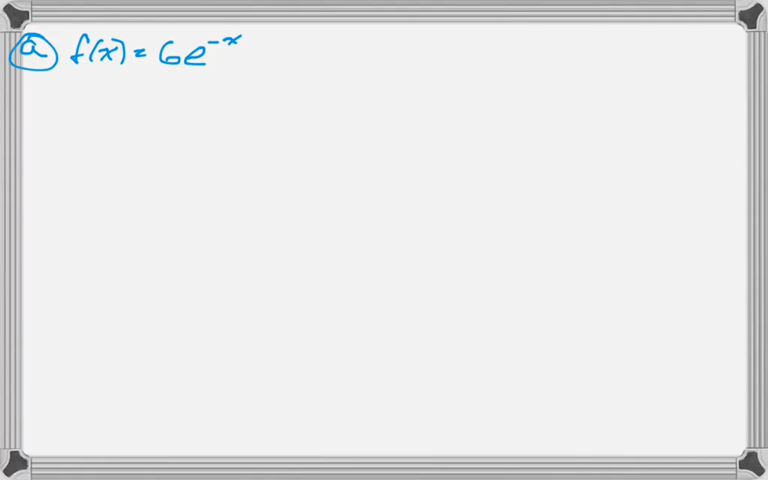 ⓐ f(x) = 6e^{-x}